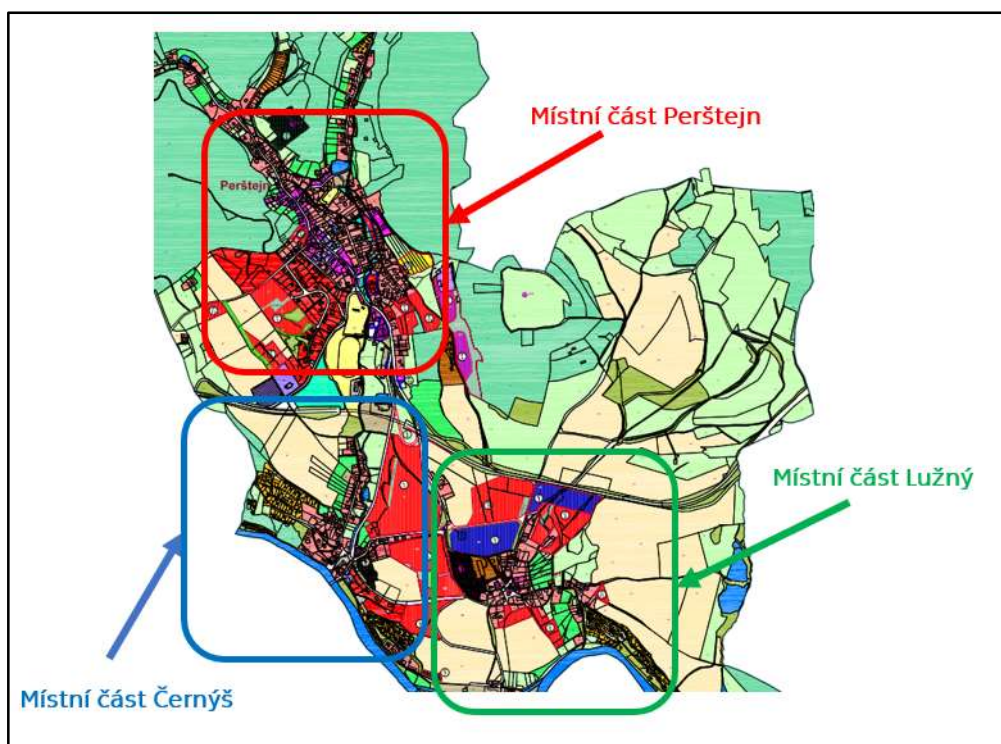 Místní část Perštejn
Perštejn
Místní část Lužný
Místní část Černýš